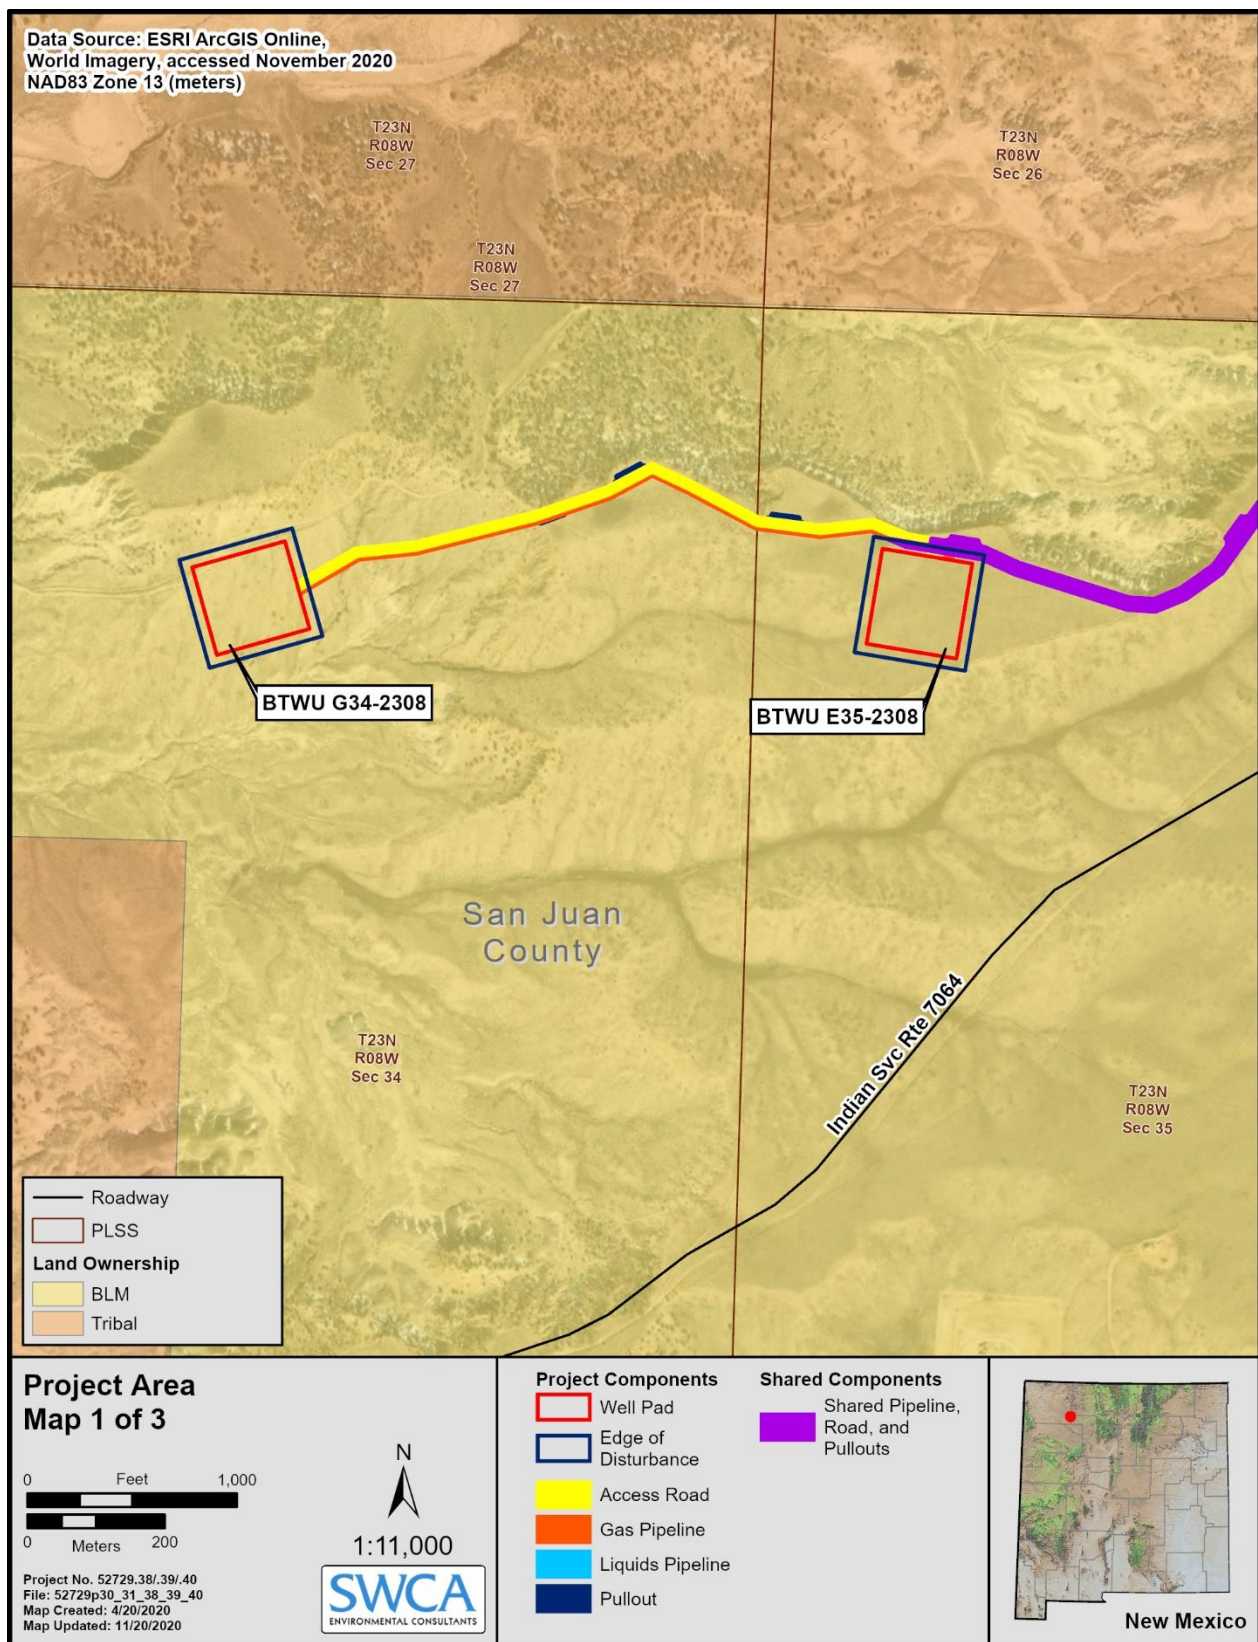 Data Source: ESRI ArcGIS Online,
World Imagery, accessed November 2020
NAD83 Zone 13 (meters)
T23N
R08W
Sec 27
T23N
R08W
Sec 26
T23N
R08W
Sec 27
BTWU G34-2308
BTWU E35-2308
San Juan
County
Indian Svc Rte 7064
T23N
R08W
Sec 34
T23N
R08W
Sec 35
Roadway
PLSS
Land Ownership
BLM
Tribal
Project Area
Map 1 of 3
0 Feet 1,000
0 Meters 200
Project No. 52729.38/.39/.40
File: 52729p30_31_38_39_40
Map Created: 4/20/2020
Map Updated: 11/20/2020
N
1:11,000
SWCA
ENVIRONMENTAL CONSULTANTS
Project Components
Well Pad
Edge of
Disturbance
Access Road
Gas Pipeline
Liquids Pipeline
Pullout
Shared Components
Shared Pipeline,
Road, and
Pullouts
New Mexico